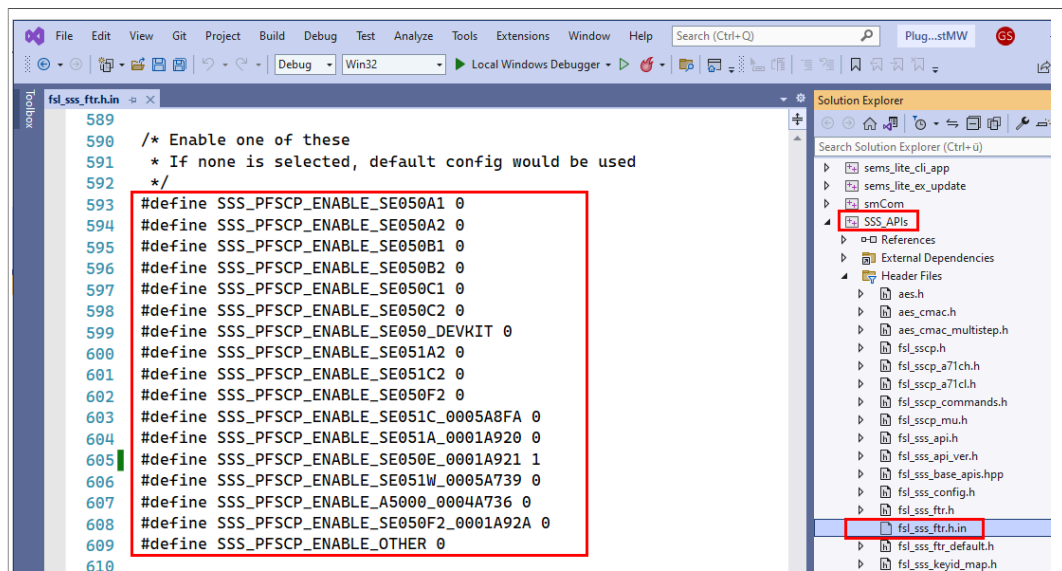 File Edit View Git Project Build Debug Test Analyze Tools Extensions Window Help Search (Ctrl+Q) Plug...stMW GS
Debug Win32 Local Windows Debugger
Toolbox
fsl_sss_ftr.h.in
589
590 /* Enable one of these
591 * If none is selected, default config would be used
592 */
593 #define SSS_PFSCP_ENABLE_SE050A1 0
594 #define SSS_PFSCP_ENABLE_SE050A2 0
595 #define SSS_PFSCP_ENABLE_SE050B1 0
596 #define SSS_PFSCP_ENABLE_SE050B2 0
597 #define SSS_PFSCP_ENABLE_SE050C1 0
598 #define SSS_PFSCP_ENABLE_SE050C2 0
599 #define SSS_PFSCP_ENABLE_SE050_DEVKIT 0
600 #define SSS_PFSCP_ENABLE_SE051A2 0
601 #define SSS_PFSCP_ENABLE_SE051C2 0
602 #define SSS_PFSCP_ENABLE_SE050F2 0
603 #define SSS_PFSCP_ENABLE_SE051C_0005A8FA 0
604 #define SSS_PFSCP_ENABLE_SE051A_0001A920 0
605 #define SSS_PFSCP_ENABLE_SE050E_0001A921 1
606 #define SSS_PFSCP_ENABLE_SE051W_0005A739 0
607 #define SSS_PFSCP_ENABLE_A5000_0004A736 0
608 #define SSS_PFSCP_ENABLE_SE050F2_0001A92A 0
609 #define SSS_PFSCP_ENABLE_OTHER 0
610
Solution Explorer
Search Solution Explorer (Ctrl+ü)
sems_lite_cli_app
sems_lite_ex_update
smCom
SSS_APIs
References
External Dependencies
Header Files
aes.h
aes_cmac.h
aes_cmac_multistep.h
fsl_sscp.h
fsl_sscp_a71ch.h
fsl_sscp_a71cl.h
fsl_sscp_commands.h
fsl_sscp_mu.h
fsl_sss_api.h
fsl_sss_api_ver.h
fsl_sss_base_apis.hpp
fsl_sss_config.h
fsl_sss_ftr.h
fsl_sss_ftr.h.in
fsl_sss_ftr_default.h
fsl_sss_keyid_map.h